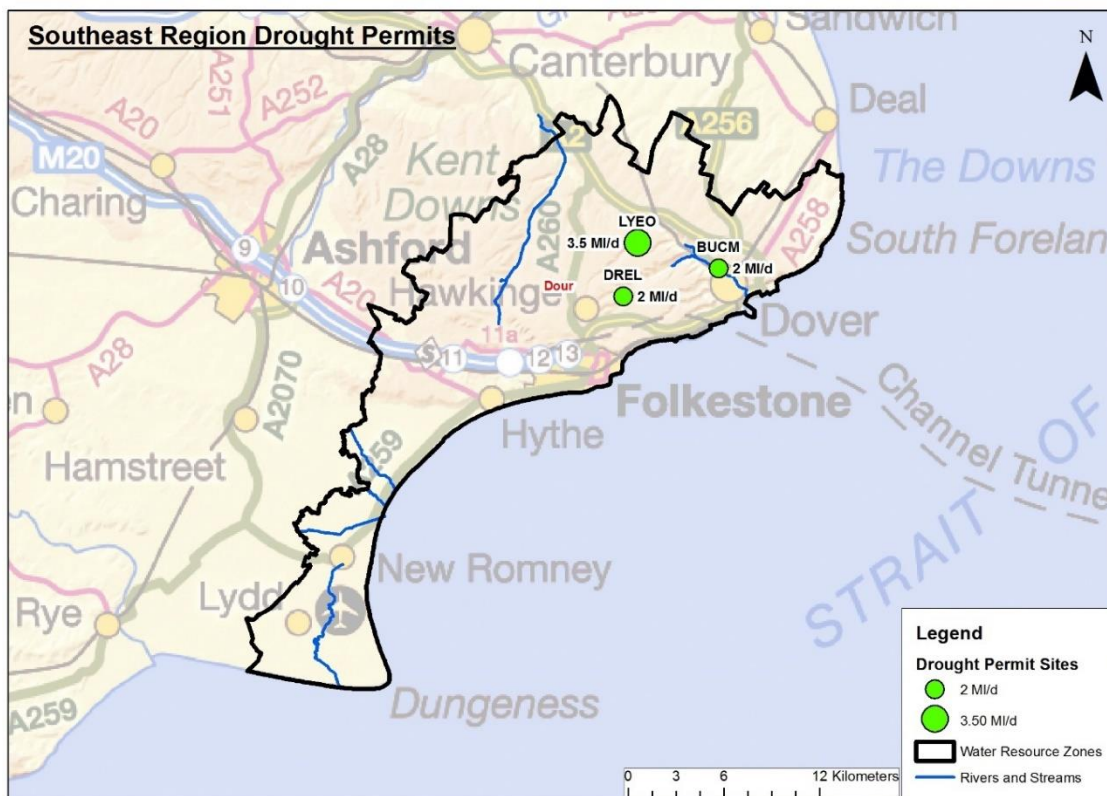 Southeast Region Drought Permits
N
Sandwich
Canterbury
A251
A252
A20
A28
M20
A2
A256
Deal
Kent
Downs
The Downs
Charing
A260
LYEO
3.5 Ml/d
A258
South Forelan
9
Ashford
BUCM
2 Ml/d
10
A20
Hawkinge
Dour
DREL
2 Ml/d
11a
Dover
A28
S
11
12
13
A2070
Folkestone
Channel Tunne
en
Hythe
A259
Hamstreet
STRAIT OF
New Romney
Lydd
Rye
Dungeness
A259
Legend
Drought Permit Sites
2 Ml/d
3.50 Ml/d
Water Resource Zones
Rivers and Streams
0 3 6 12 Kilometers